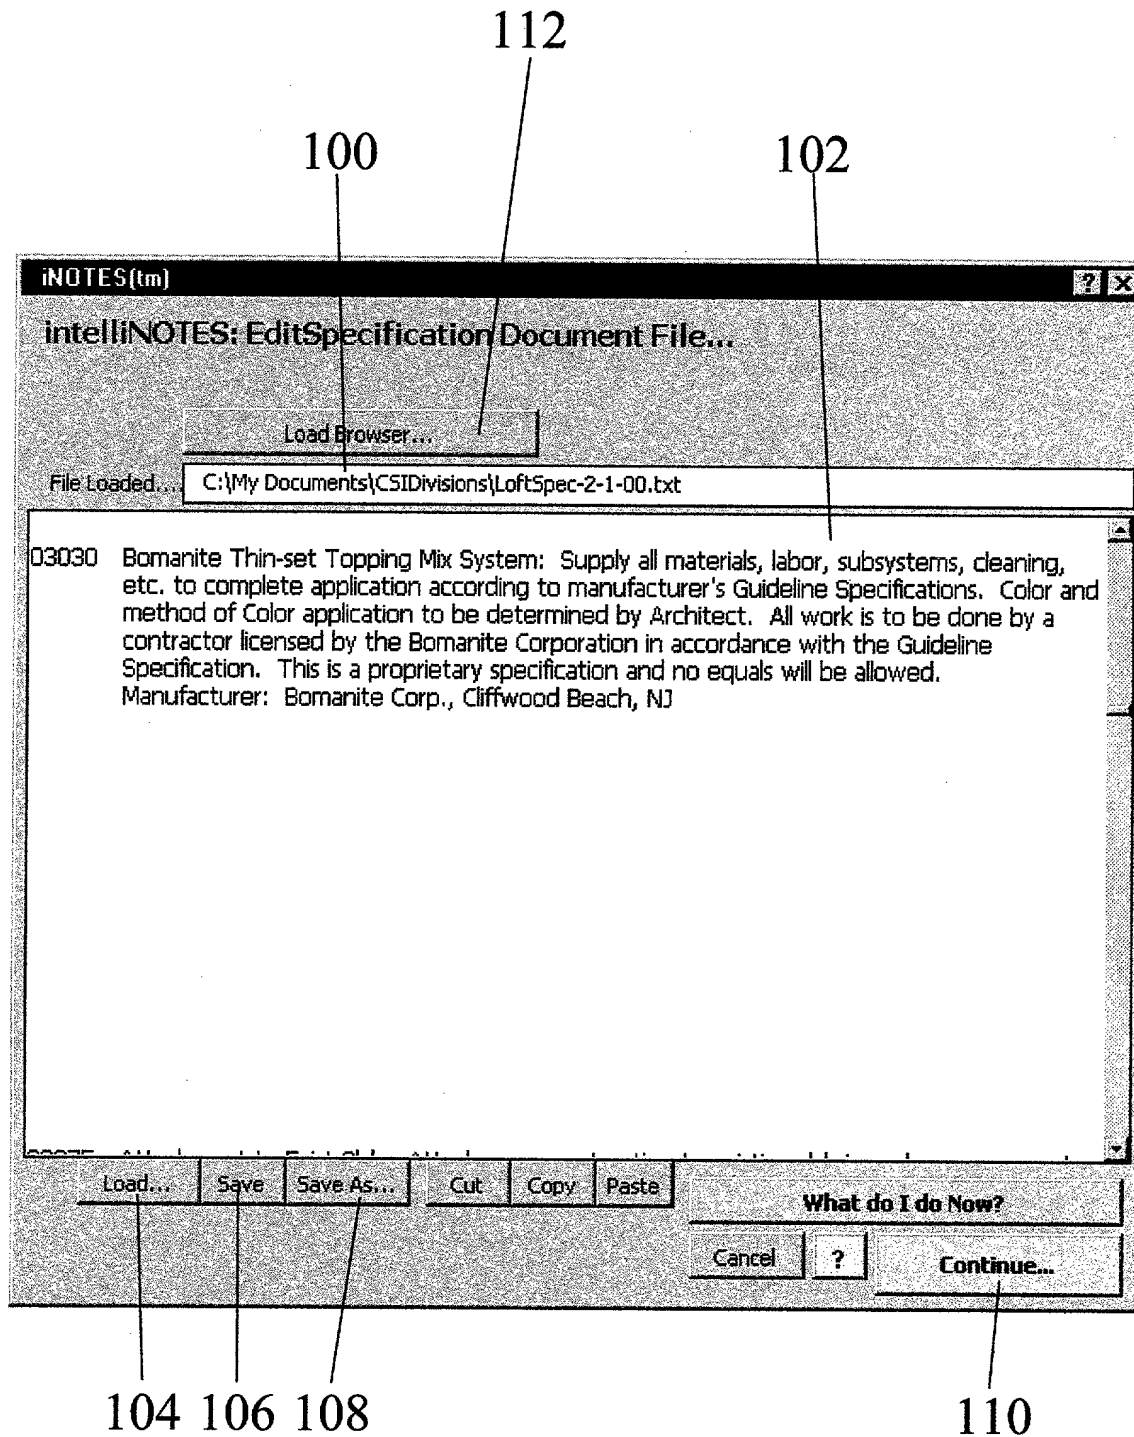 112
100
102
iNOTES(tm)
? X
intelliNOTES: EditSpecification Document File...
Load Browser...
File Loaded.... C:\My Documents\CSIDivisions\LoftSpec-2-1-00.txt
03030 Bomanite Thin-set Topping Mix System: Supply all materials, labor, subsystems, cleaning,
etc. to complete application according to manufacturer's Guideline Specifications. Color and
method of Color application to be determined by Architect. All work is to be done by a
contractor licensed by the Bomanite Corporation in accordance with the Guideline
Specification. This is a proprietary specification and no equals will be allowed.
Manufacturer: Bomanite Corp., Cliffwood Beach, NJ
Load... Save Save As... Cut Copy Paste
What do I do Now?
Cancel ? Continue...
104 106 108
110